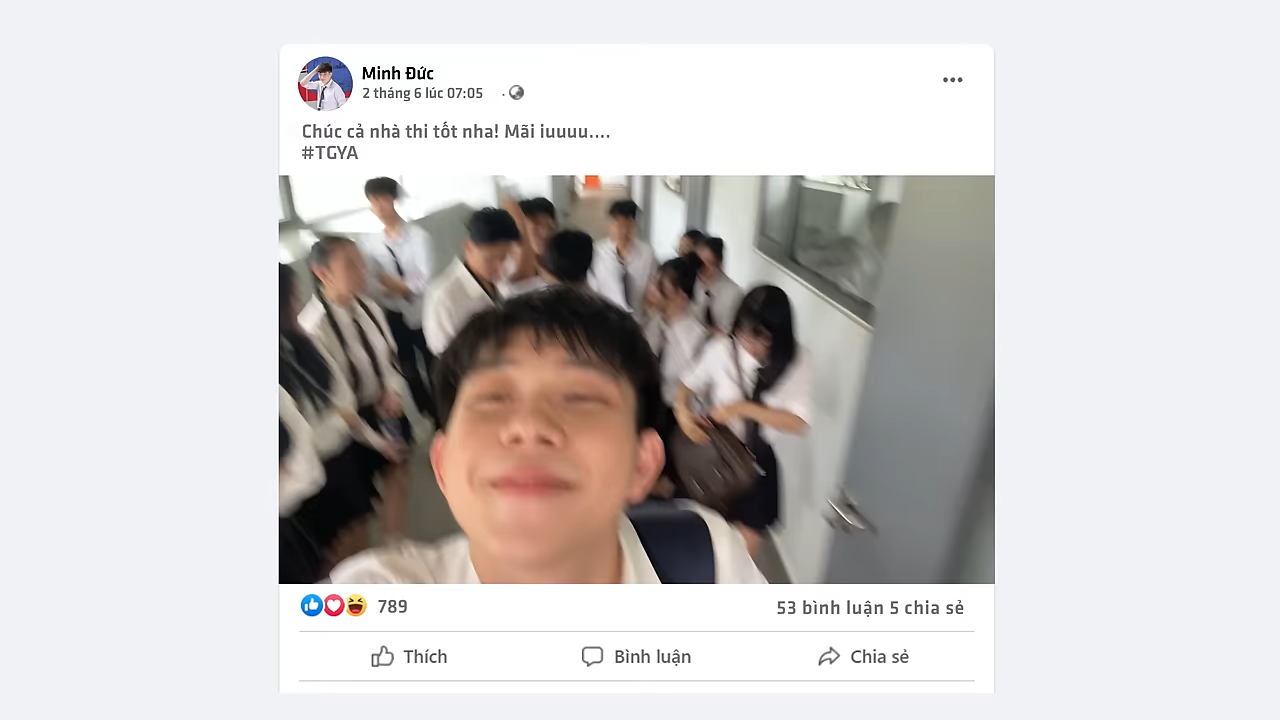 Minh Đức
2 tháng 6 lúc 07:05
Chúc cả nhà thi tốt nha! Mãi iuuuu....
#TGYA
789
53 bình luận 5 chia sẻ
Thích
Bình luận
Chia sẻ